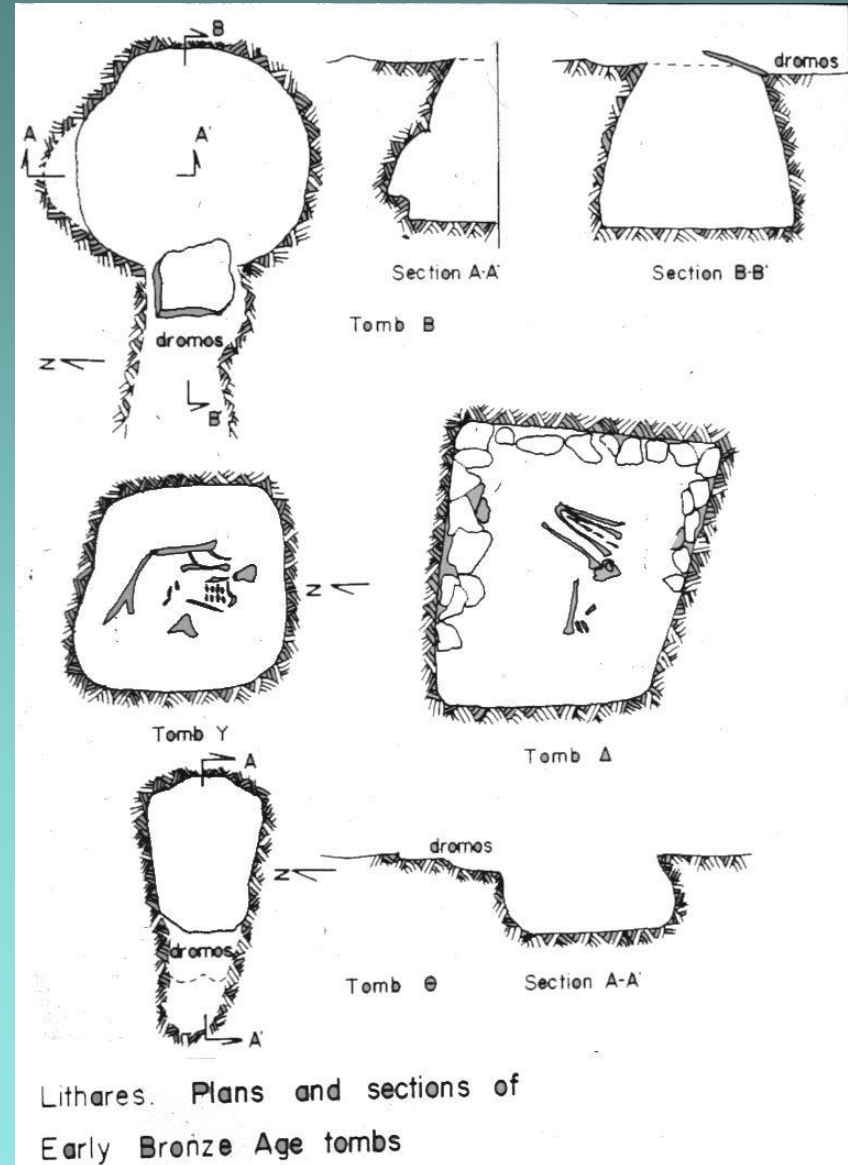 B
A
A'
dromos
Section A-A'
Section B-B'
Tomb B
dromos
N
B'
N
Tomb Y
Tomb Δ
A
dromos
N
dromos
Tomb Θ
Section A-A'
A'
Lithares. Plans and sections of
Early Bronze Age tombs